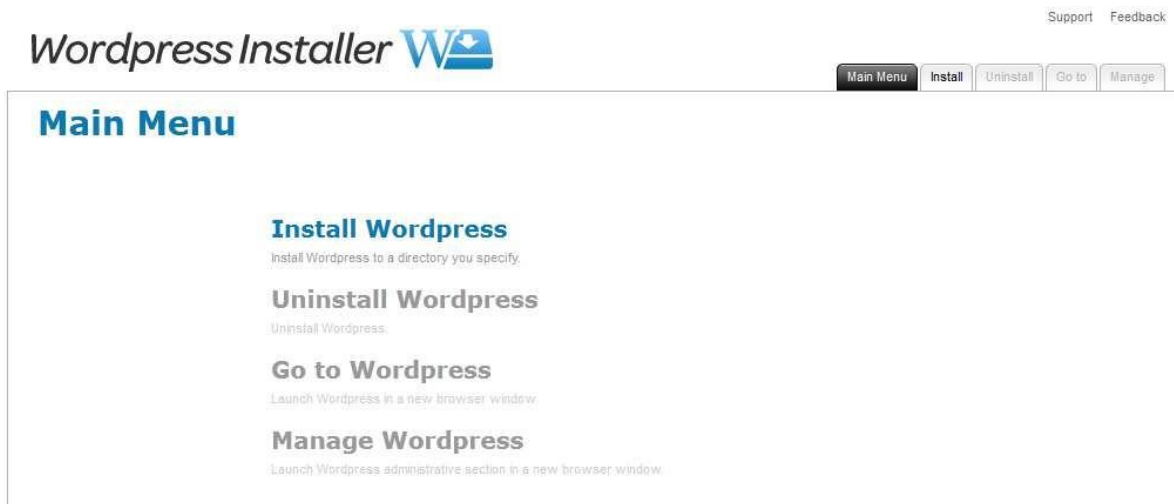 Support Feedback
Wordpress Installer
Main Menu Install Uninstall Go to Manage
Main Menu
Install Wordpress
Install Wordpress to a directory you specify.
Uninstall Wordpress
Uninstall Wordpress.
Go to Wordpress
Launch Wordpress in a new browser window
Manage Wordpress
Launch Wordpress administrative section in a new browser window